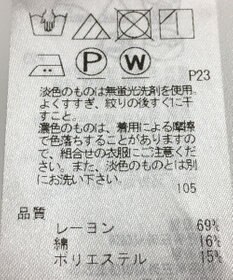 P
W
P23
淡色のものは無蛍光洗剤を使用。
よくすすぎ、絞りの後すぐに干
すこと。
濃色のものは、着用による摩擦
で色落ちすることがありますの
で、組合せの衣服にご注意くださ
い。また、淡色のものとは別
にお洗い下さい。
105
品質
レーヨン 69%
綿 16%
ポリエステル 15%